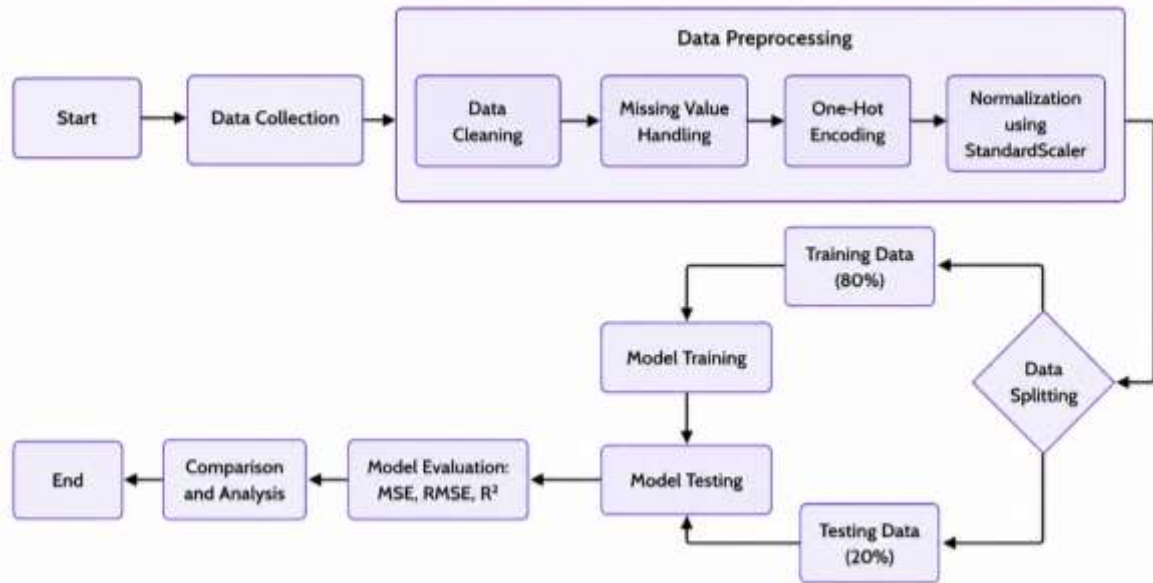 Data Preprocessing
Start
Data Collection
Data
Cleaning
Missing Value
Handling
One-Hot
Encoding
Normalization
using
StandardScaler
Training Data
(80%)
Model Training
Data
Splitting
End
Comparison
and Analysis
Model Evaluation:
MSE, RMSE, R²
Model Testing
Testing Data
(20%)